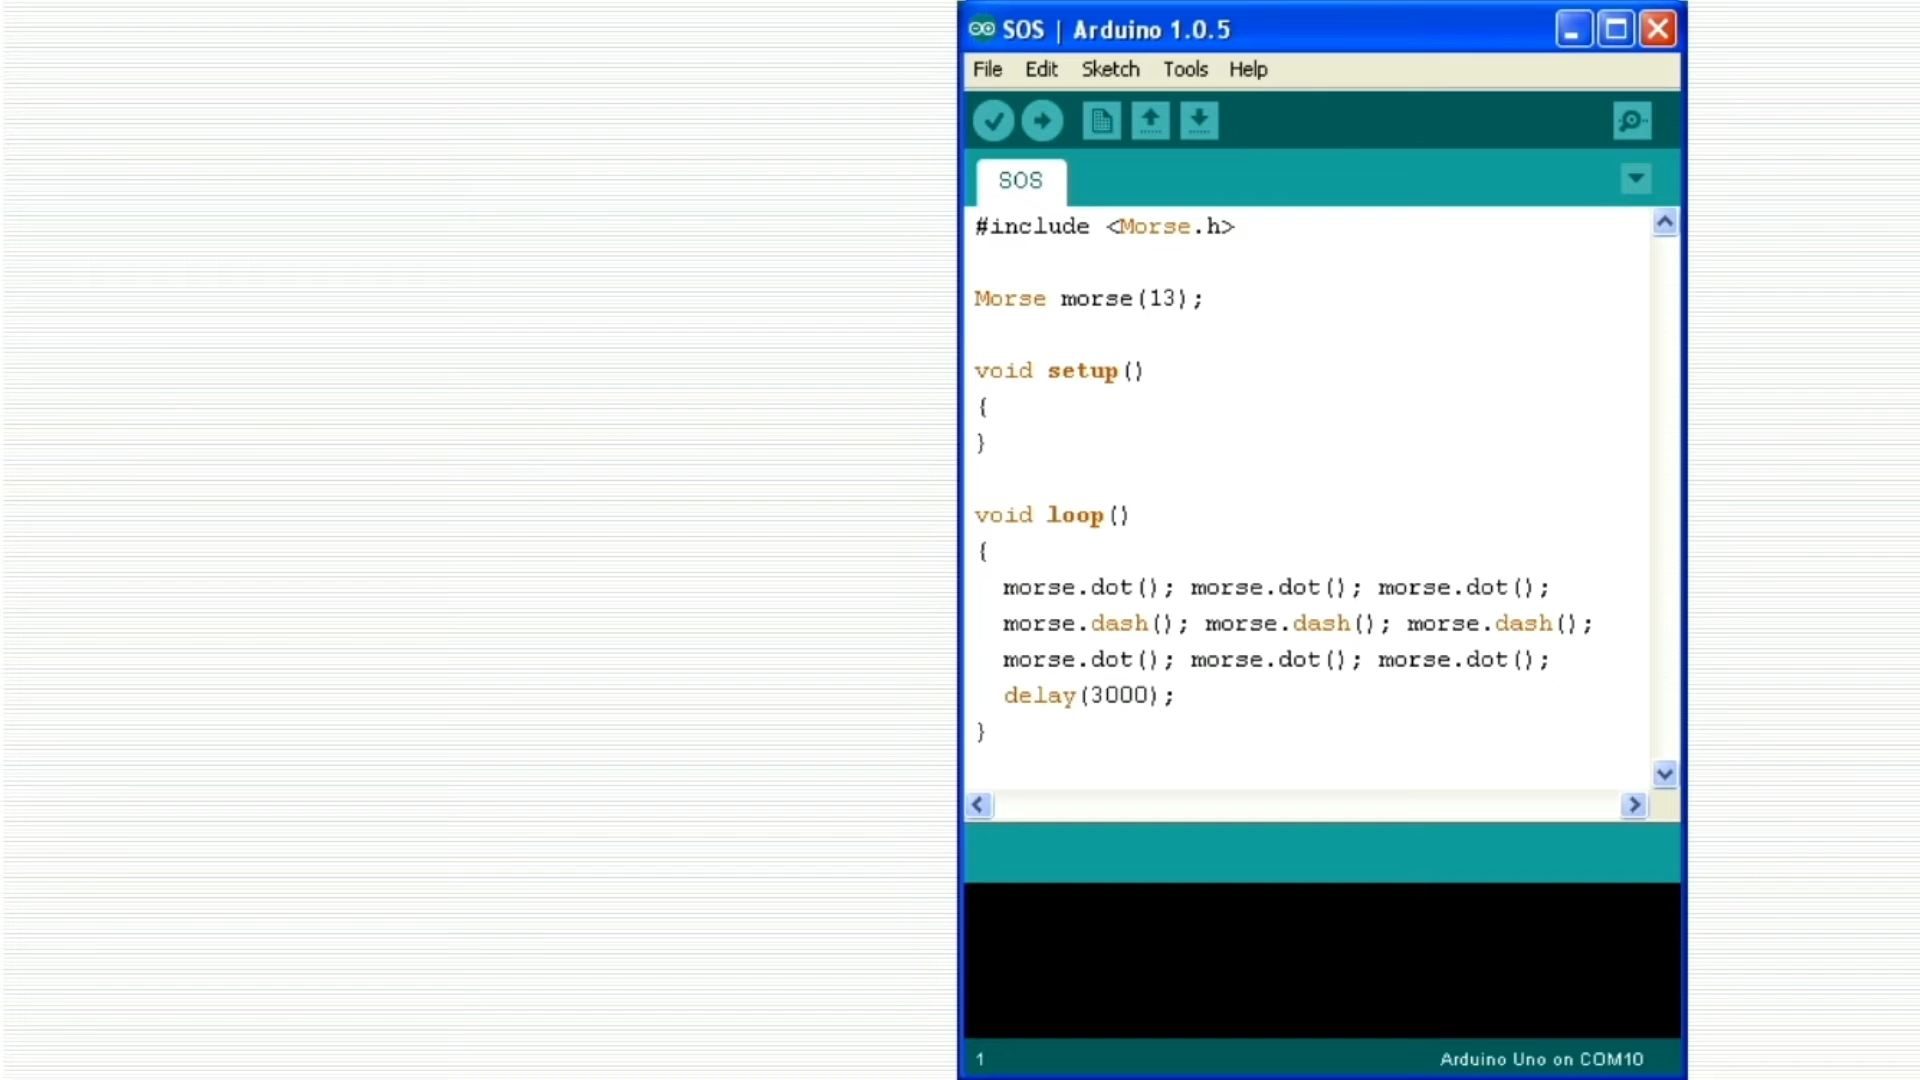 SOS | Arduino 1.0.5
File Edit Sketch Tools Help
SOS
#include <Morse.h>
Morse morse(13);
void setup()
{
}
void loop()
{
morse.dot(); morse.dot(); morse.dot();
morse.dash(); morse.dash(); morse.dash();
morse.dot(); morse.dot(); morse.dot();
delay(3000);
}
1 Arduino Uno on COM10